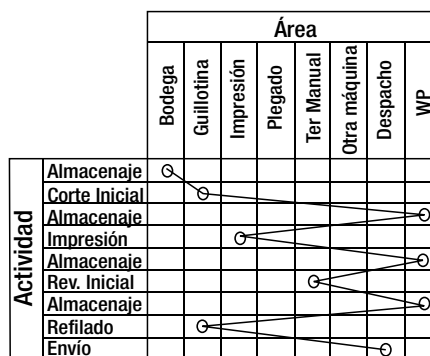 Área
Bodega
Guillotina
Impresión
Plegado
Ter Manual
Otra máquina
Despacho
WP
Actividad
Almacenaje
Corte Inicial
Almacenaje
Impresión
Almacenaje
Rev. Inicial
Almacenaje
Refilado
Envío